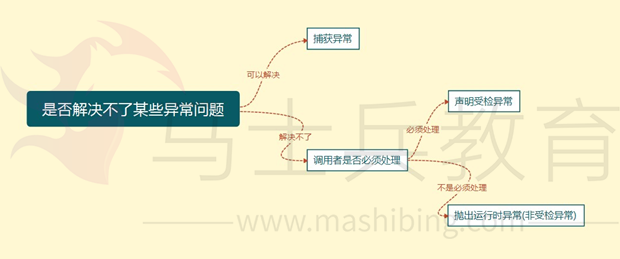 捕获异常
可以解决
是否解决不了某些异常问题
声明受检异常
必须处理
解决不了
调用者是否必须处理
不是必须处理
抛出运行时异常(非受检异常)
马士兵教育
www.mashibing.com